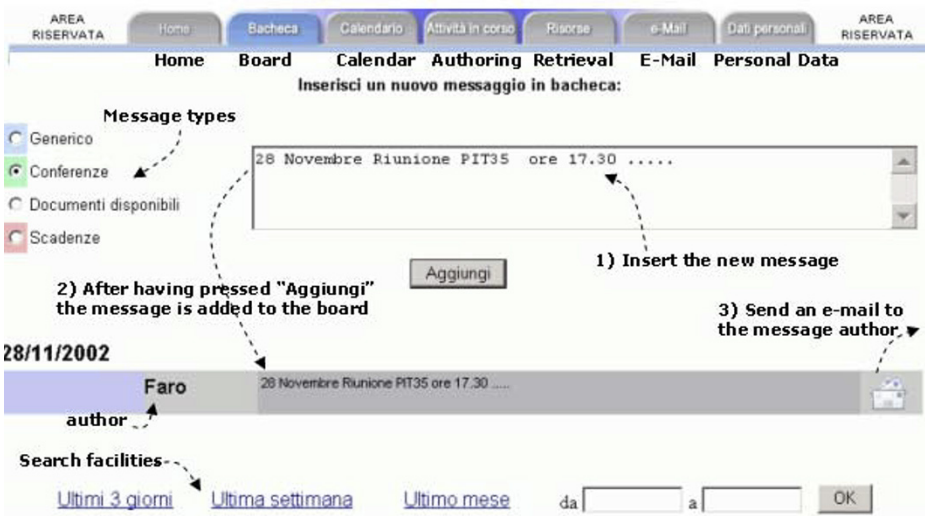 AREA RISERVATA Home Bacheca Calendario Attività in corso Risorse e-Mail Dati personali AREA RISERVATA
Home Board Calendar Authoring Retrieval E-Mail Personal Data
Inserisci un nuovo messaggio in bacheca:
Message types
Generico
Conferenze
Documenti disponibili
Scadenze
28 Novembre Riunione PIT35 ore 17.30 .....
1) Insert the new message
Aggiungi
2) After having pressed "Aggiungi"
the message is added to the board
3) Send an e-mail to
the message author
28/11/2002
Faro 28 Novembre Riunione PIT35 ore 17.30 .....
author
Search facilities
Ultimi 3 giorni Ultima settimana Ultimo mese da a OK